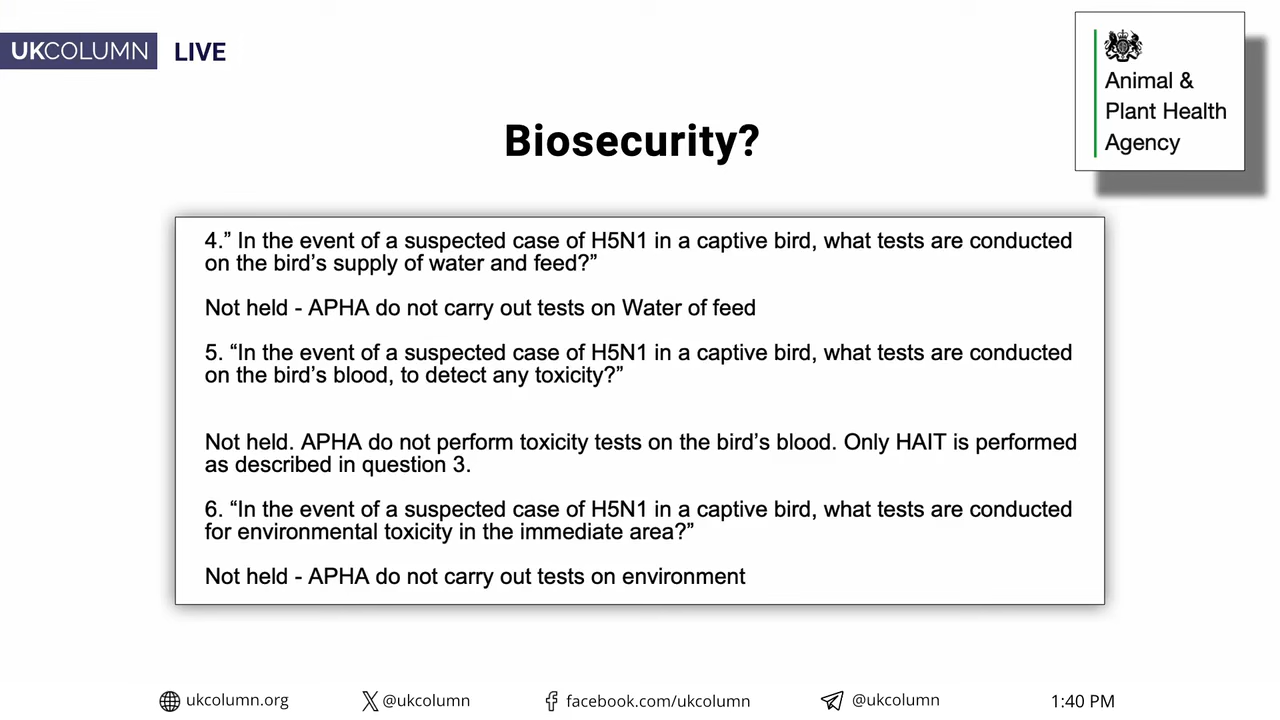 UKCOLUMN LIVE
Animal &
Plant Health
Agency
Biosecurity?
4.” In the event of a suspected case of H5N1 in a captive bird, what tests are conducted
on the bird’s supply of water and feed?”
Not held - APHA do not carry out tests on Water of feed
5. “In the event of a suspected case of H5N1 in a captive bird, what tests are conducted
on the bird’s blood, to detect any toxicity?”
Not held. APHA do not perform toxicity tests on the bird’s blood. Only HAIT is performed
as described in question 3.
6. “In the event of a suspected case of H5N1 in a captive bird, what tests are conducted
for environmental toxicity in the immediate area?”
Not held - APHA do not carry out tests on environment
ukcolumn.org @ukcolumn facebook.com/ukcolumn @ukcolumn 1:40 PM